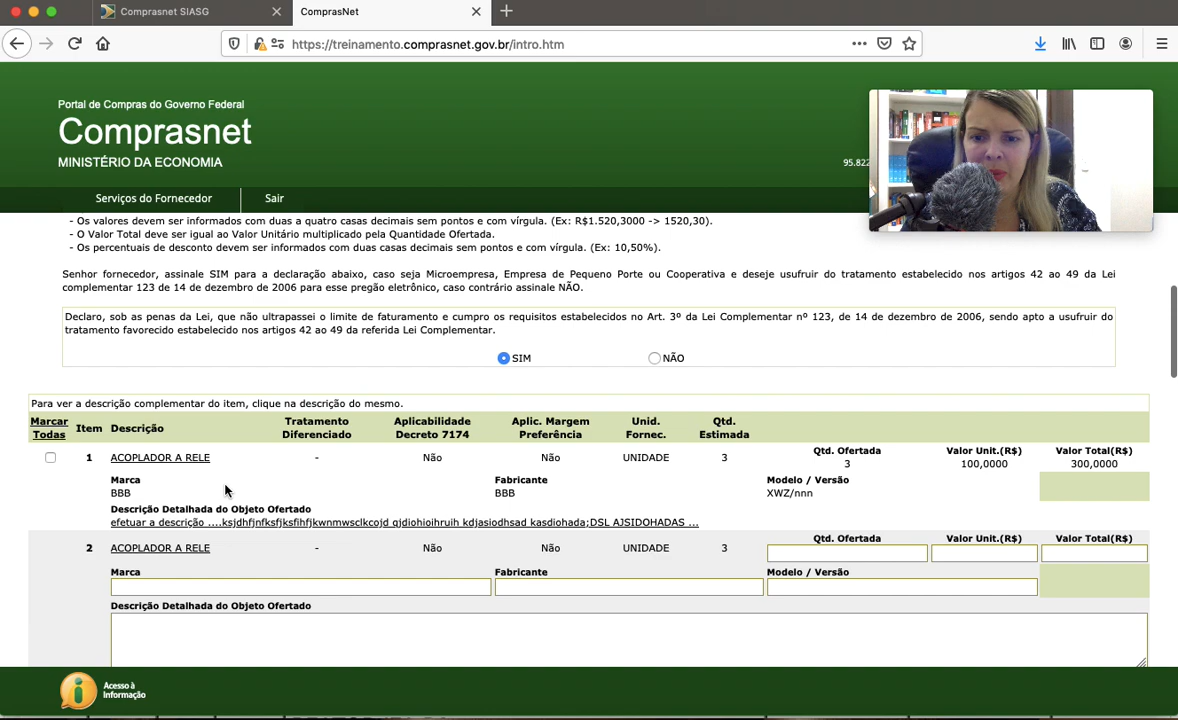 Comprasnet SIASG
ComprasNet
https://treinamento.comprasnet.gov.br/intro.htm
Portal de Compras do Governo Federal
Comprasnet
MINISTÉRIO DA ECONOMIA
95.822
Serviços do Fornecedor
Sair
- Os valores devem ser informados com duas a quatro casas decimais sem pontos e com vírgula. (Ex: R$1.520,3000 -> 1520,30).
- O Valor Total deve ser igual ao Valor Unitário multiplicado pela Quantidade Ofertada.
- Os percentuais de desconto devem ser informados com duas casas decimais sem pontos e com vírgula. (Ex: 10,50%).
Senhor fornecedor, assinale SIM para a declaração abaixo, caso seja Microempresa, Empresa de Pequeno Porte ou Cooperativa e deseje usufruir do tratamento estabelecido nos artigos 42 ao 49 da Lei
complementar 123 de 14 de dezembro de 2006 para esse pregão eletrônico, caso contrário assinale NÃO.
Declaro, sob as penas da Lei, que não ultrapassei o limite de faturamento e cumpro os requisitos estabelecidos no Art. 3º da Lei Complementar nº 123, de 14 de dezembro de 2006, sendo apto a usufruir do
tratamento favorecido estabelecido nos artigos 42 ao 49 da referida Lei Complementar.
SIM NÃO
Para ver a descrição complementar do item, clique na descrição do mesmo.
Marcar Todas Item Descrição Tratamento Diferenciado Aplicabilidade Decreto 7174 Aplic. Margem Preferência Unid. Fornec. Qtd. Estimada
1 ACOPLADOR A RELE - Não Não UNIDADE 3
Qtd. Ofertada Valor Unit.(R$) Valor Total(R$)
3 100,0000 300,0000
Marca Fabricante Modelo / Versão
BBB BBB XWZ/nnn
Descrição Detalhada do Objeto Ofertado
efetuar a descrição ....ksjdhfjnfksfjksfihfjkwnmwsclkcojd qjdiohioihruih kdjasiodhsad kasdiohada;DSL AJSIDOHADAS ...
2 ACOPLADOR A RELE - Não Não UNIDADE 3
Qtd. Ofertada Valor Unit.(R$) Valor Total(R$)
Marca Fabricante Modelo / Versão
Descrição Detalhada do Objeto Ofertado
Acesso à
Informação